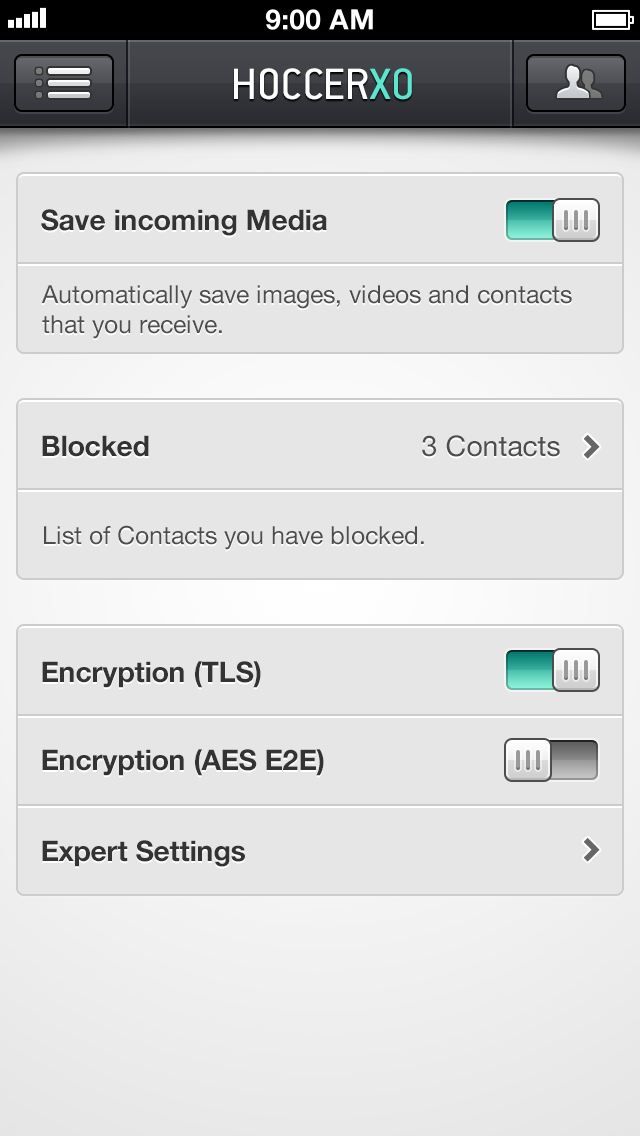 9:00 AM
HOCCERXO
Save incoming Media
Automatically save images, videos and contacts
that you receive.
Blocked 3 Contacts
List of Contacts you have blocked.
Encryption (TLS)
Encryption (AES E2E)
Expert Settings